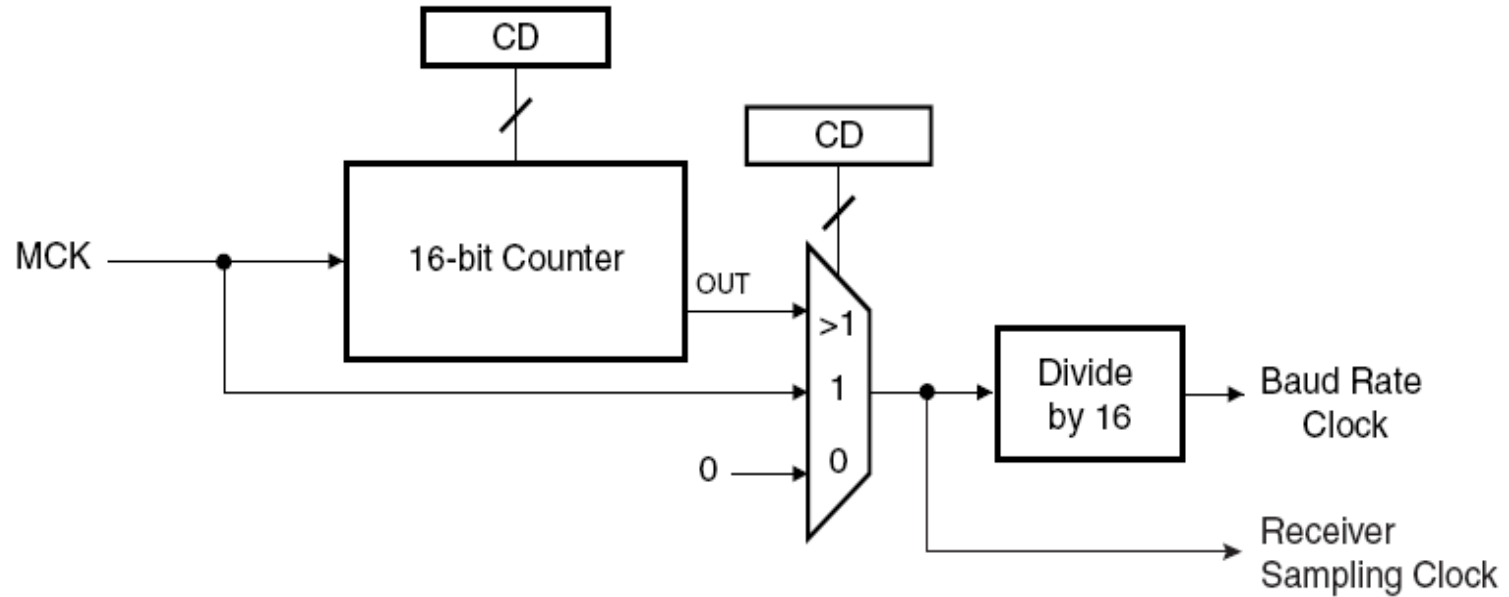 CD
CD
MCK
16-bit Counter
OUT
>1
1
0
0
Divide
by 16
Baud Rate
Clock
Receiver
Sampling Clock